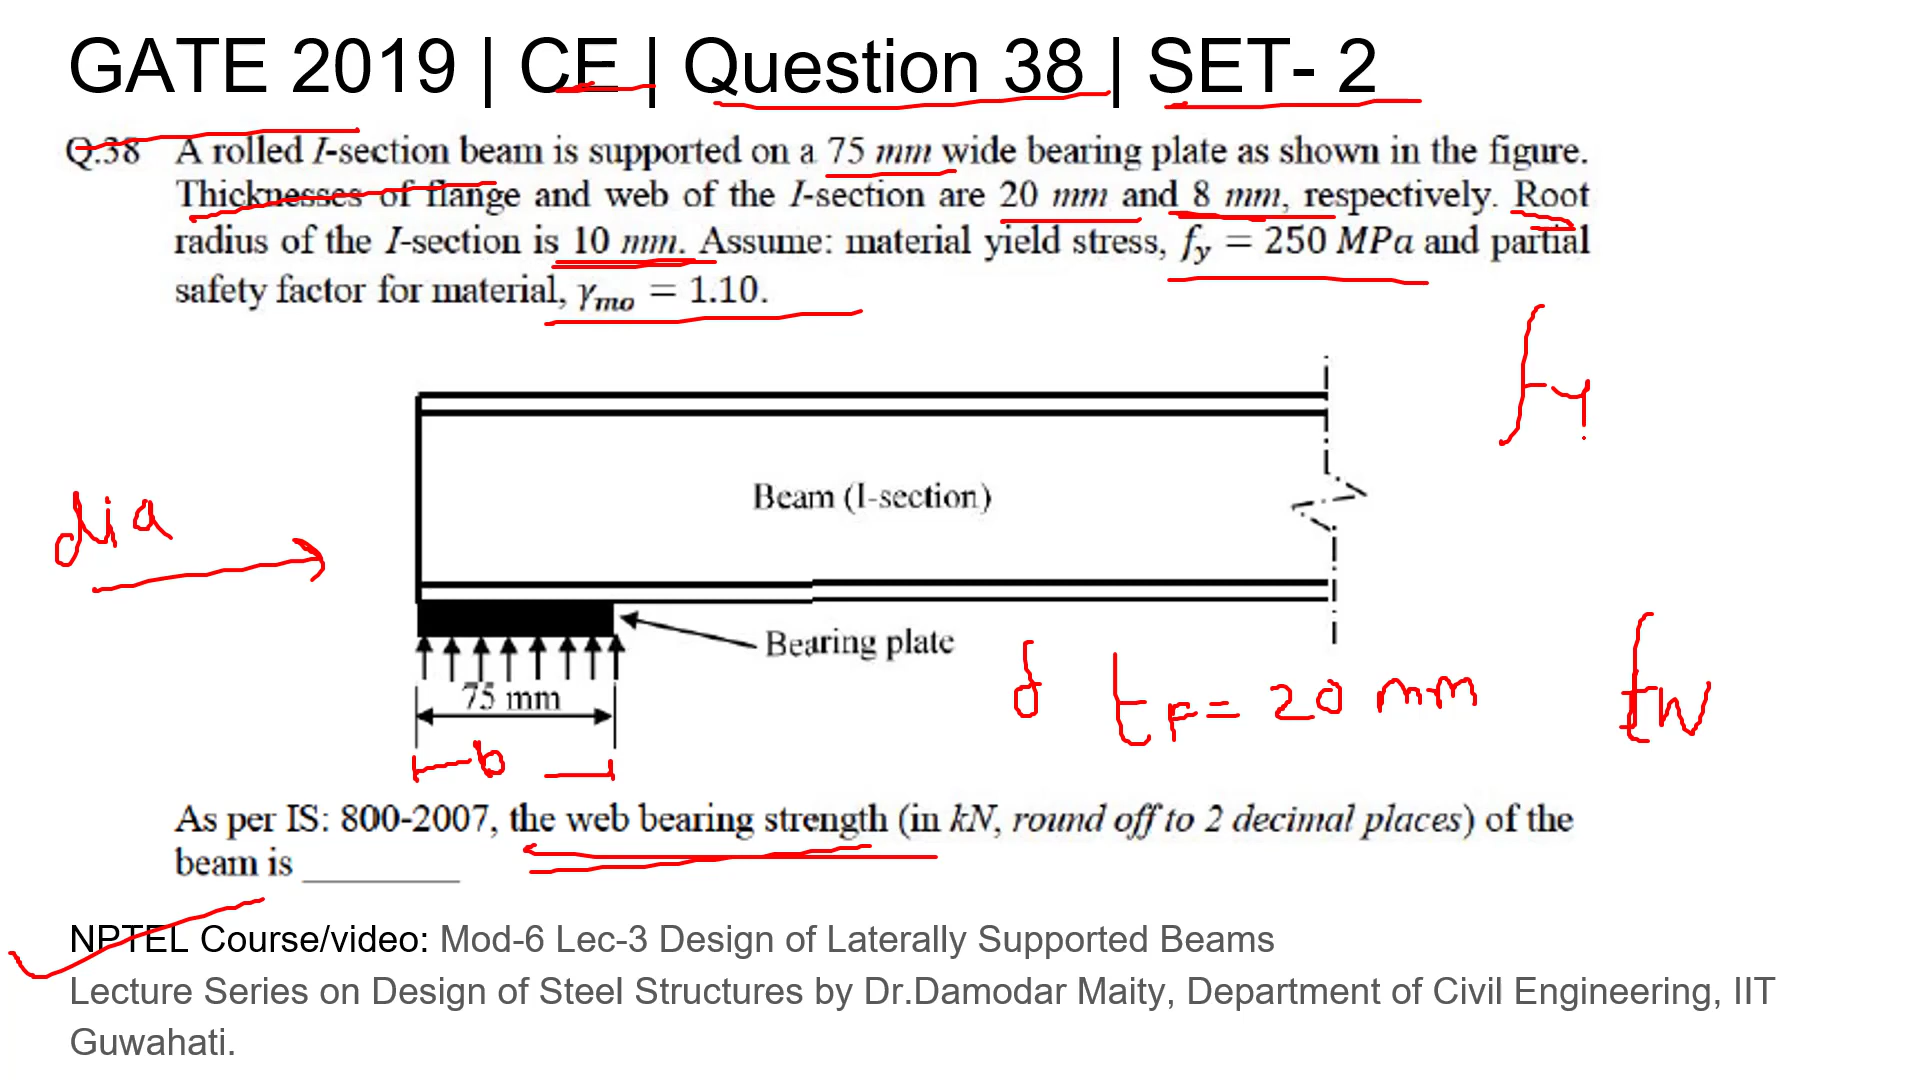 GATE 2019 | CE | Question 38 | SET- 2
Q.38 A rolled I-section beam is supported on a 75 mm wide bearing plate as shown in the figure.
Thicknesses of flange and web of the I-section are 20 mm and 8 mm, respectively. Root
radius of the I-section is 10 mm. Assume: material yield stress, fy = 250 MPa and partial
safety factor for material, γmo = 1.10.
fy
Beam (I-section)
dia
Bearing plate
75 mm
tF = 20 mm
b
As per IS: 800-2007, the web bearing strength (in kN, round off to 2 decimal places) of the
beam is ________
NPTEL Course/video: Mod-6 Lec-3 Design of Laterally Supported Beams
Lecture Series on Design of Steel Structures by Dr.Damodar Maity, Department of Civil Engineering, IIT
Guwahati.